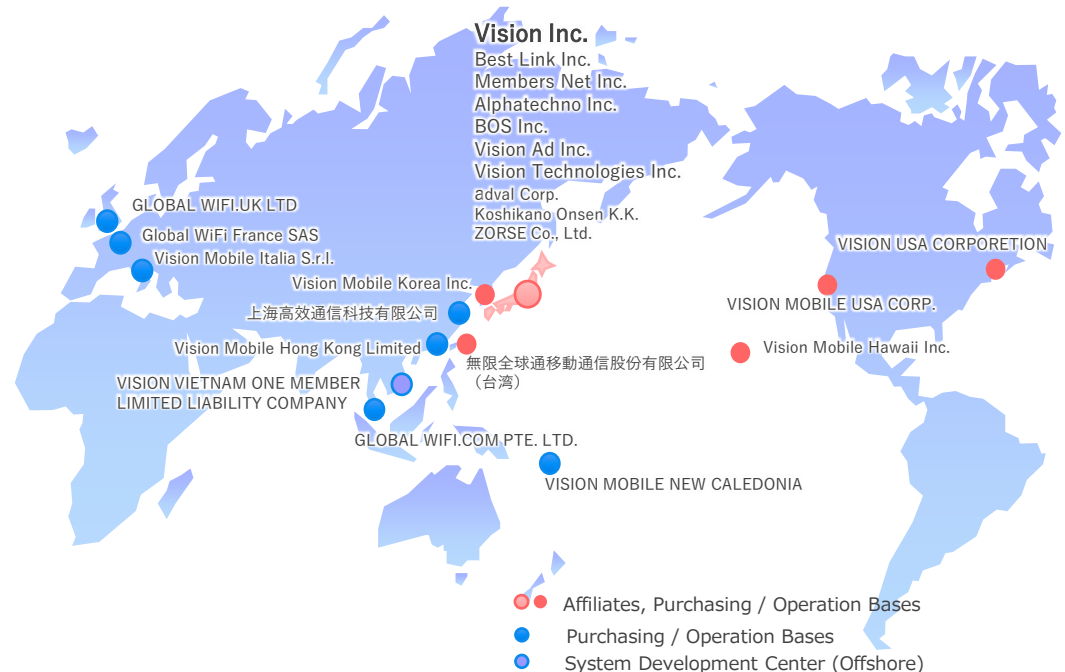 Vision Inc.
Best Link Inc.
Members Net Inc.
Alphatechno Inc.
BOS Inc.
Vision Ad Inc.
Vision Technologies Inc.
adval Corp.
Koshikano Onsen K.K.
ZORSE Co., Ltd.
GLOBAL WIFI.UK LTD
Global WiFi France SAS
Vision Mobile Italia S.r.l.
VISION USA CORPORETION
Vision Mobile Korea Inc.
VISION MOBILE USA CORP.
上海高效通信科技有限公司
Vision Mobile Hong Kong Limited
Vision Mobile Hawaii Inc.
無限全球通移動通信股份有限公司
（台湾）
VISION VIETNAM ONE MEMBER
LIMITED LIABILITY COMPANY
GLOBAL WIFI.COM PTE. LTD.
VISION MOBILE NEW CALEDONIA
Affiliates, Purchasing / Operation Bases
Purchasing / Operation Bases
System Development Center (Offshore)